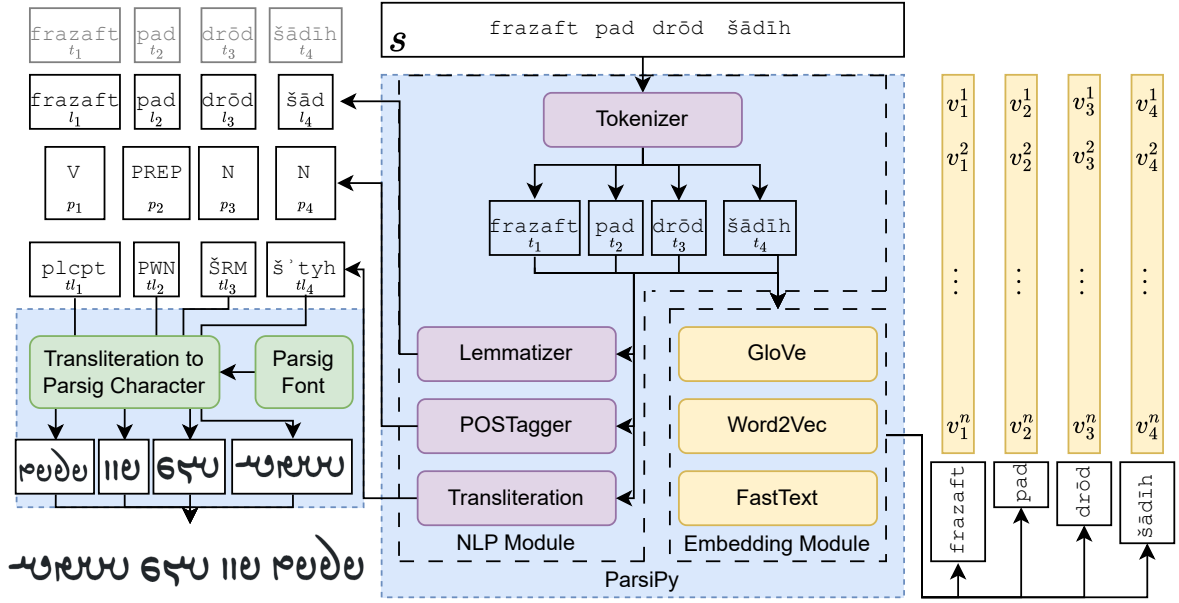 s frazaft pad drōd šādīh
frazaft pad drōd šādīh
t₁ t₂ t₃ t₄
frazaft pad drōd šād
l₁ l₂ l₃ l₄
V PREP N N
p₁ p₂ p₃ p₄
plcpt PWN ŠRM šʾtyh
tl₁ tl₂ tl₃ tl₄
Transliteration to
Parsig Character
Parsig
Font
Tokenizer
frazaft pad drōd šādīh
t₁ t₂ t₃ t₄
Lemmatizer
POSTagger
Transliteration
NLP Module
GloVe
Word2Vec
FastText
Embedding Module
ParsiPy
v₁¹ v₂¹ v₃¹ v₄¹
v₁² v₂² v₃² v₄²
⋮ ⋮ ⋮ ⋮
v₁ⁿ v₂ⁿ v₃ⁿ v₄ⁿ
frazaft pad drōd šādīh